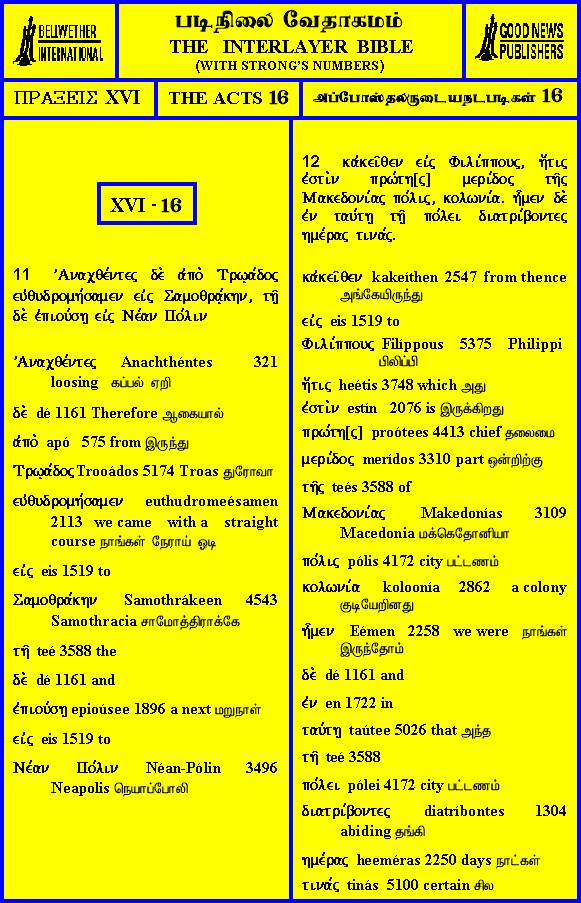 BELLWETHER
INTERNATIONAL
படிநிலை வேதாகமம்
THE INTERLAYER BIBLE
(WITH STRONG'S NUMBERS)
GOOD NEWS
PUBLISHERS
ΠΡΑΞΕΙΣ XVI
THE ACTS 16
அப்போஸ்தலருடைய நடபடிகள் 16
XVI - 16
11 Ἀναχθέντες δὲ ἀπὸ Τρῳάδος
εὐθυδρομήσαμεν εἰς Σαμοθρᾴκην, τῇ
δὲ ἐπιούσῃ εἰς Νέαν Πόλιν
Ἀναχθέντες Anachthéntes 321
loosing கப்பல் ஏறி
δὲ dé 1161 Therefore ஆகையால்
ἀπὸ apó 575 from இருந்து
Τρῳάδος Trooádos 5174 Troas துரோவா
εὐθυδρομήσαμεν euthudromeésamen
2113 we came with a straight
course நாங்கள் நேராய் ஓடி
εἰς eis 1519 to
Σαμοθρᾴκην Samothrákeen 4543
Samothracia சாமோத்திராக்கே
τῇ teé 3588 the
δὲ dé 1161 and
ἐπιούσῃ epioúsee 1896 a next மறுநாள்
εἰς eis 1519 to
Νέαν Πόλιν Néan-Pólin 3496
Neapolis நெயாப்போலி
12 κἀκεῖθεν εἰς Φιλίππους, ἥτις
ἐστὶν πρώτη[ς] μερίδος τῆς
Μακεδονίας πόλις, κολωνία. ἦμεν δὲ
ἐν ταύτῃ τῇ πόλει διατρίβοντες
ημέρας τινάς.
κἀκεῖθεν kakeíthen 2547 from thence
அங்கேயிருந்து
εἰς eis 1519 to
Φιλίππους Filíppous 5375 Philippi
பிலிப்பி
ἥτις heétis 3748 which அது
ἐστὶν estín 2076 is இருக்கிறது
πρώτη[ς] proótees 4413 chief தலைமை
μερίδος merídos 3310 part ஒன்றிற்கு
τῆς teés 3588 of
Μακεδονίας Makedonías 3109
Macedonia மக்கெதோனியா
πόλις pólis 4172 city பட்டணம்
κολωνία koloonía 2862 a colony
குடியேறினது
ἦμεν Eémen 2258 we were நாங்கள்
இருந்தோம்
δὲ dé 1161 and
ἐν en 1722 in
ταύτῃ taútee 5026 that அந்த
τῇ teé 3588
πόλει pólei 4172 city பட்டணம்
διατρίβοντες diatríbontes 1304
abiding தங்கி
ημέρας heeméras 2250 days நாட்கள்
τινάς tinás 5100 certain சில